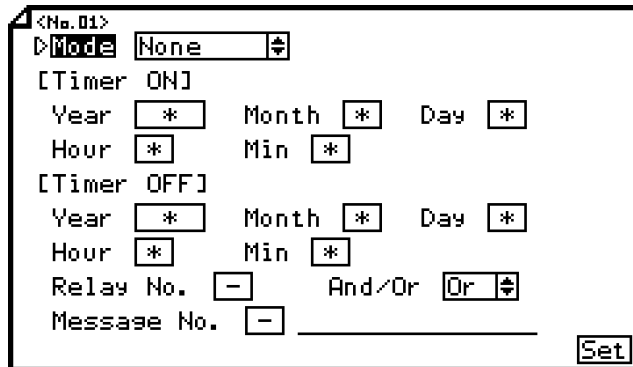 <No.01>
Mode None
[Timer ON]
Year * Month * Day *
Hour * Min *
[Timer OFF]
Year * Month * Day *
Hour * Min *
Relay No. - And/Or Or
Message No. -
Set